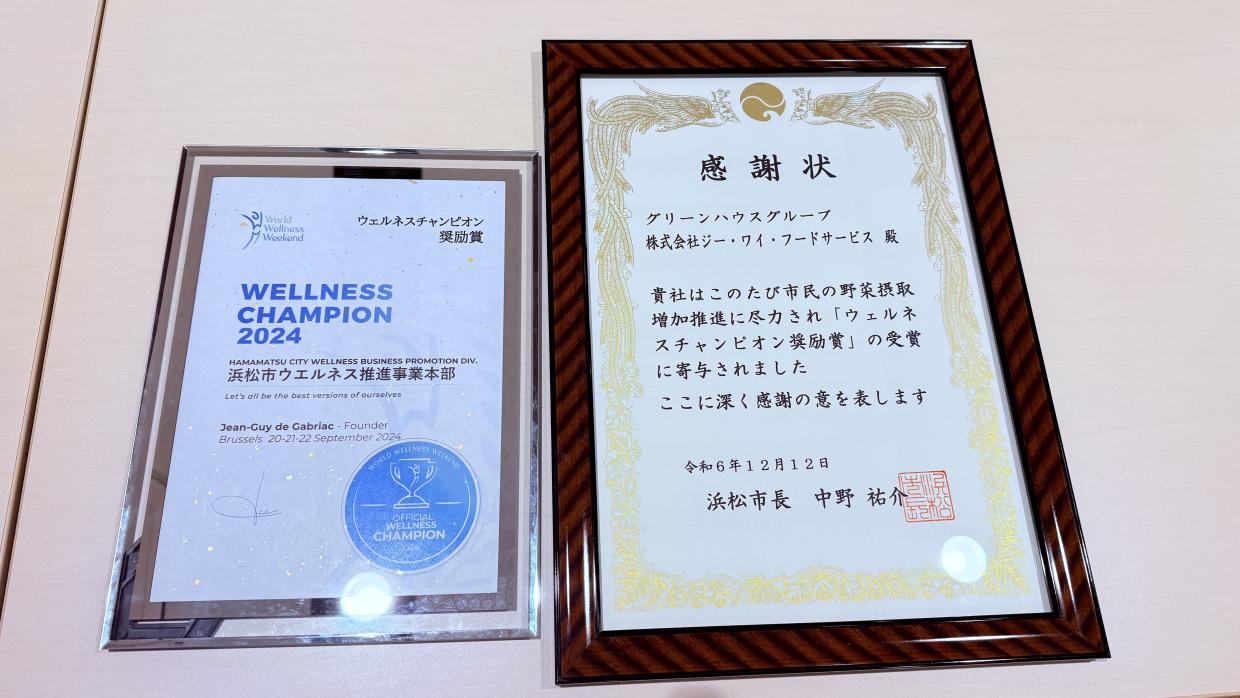 World
Wellness
Weekend
ウェルネスチャンピオン
奨励賞
WELLNESS
CHAMPION
2024
HAMAMATSU CITY WELLNESS BUSINESS PROMOTION DIV.
浜松市ウエルネス推進事業本部
Let's all be the best versions of ourselves
Jean-Guy de Gabriac - Founder
Brussels 20-21-22 September 2024
WORLD WELLNESS WEEKEND
OFFICIAL
WELLNESS
CHAMPION
2024
感謝状
グリーンハウスグループ
株式会社ジー・ワイ・フードサービス 殿
貴社はこのたび市民の野菜摂取
増加推進に尽力され「ウェルネ
スチャンピオン奨励賞」の受賞
に寄与されました
ここに深く感謝の意を表します
令和6年12月12日
浜松市長 中野 祐介